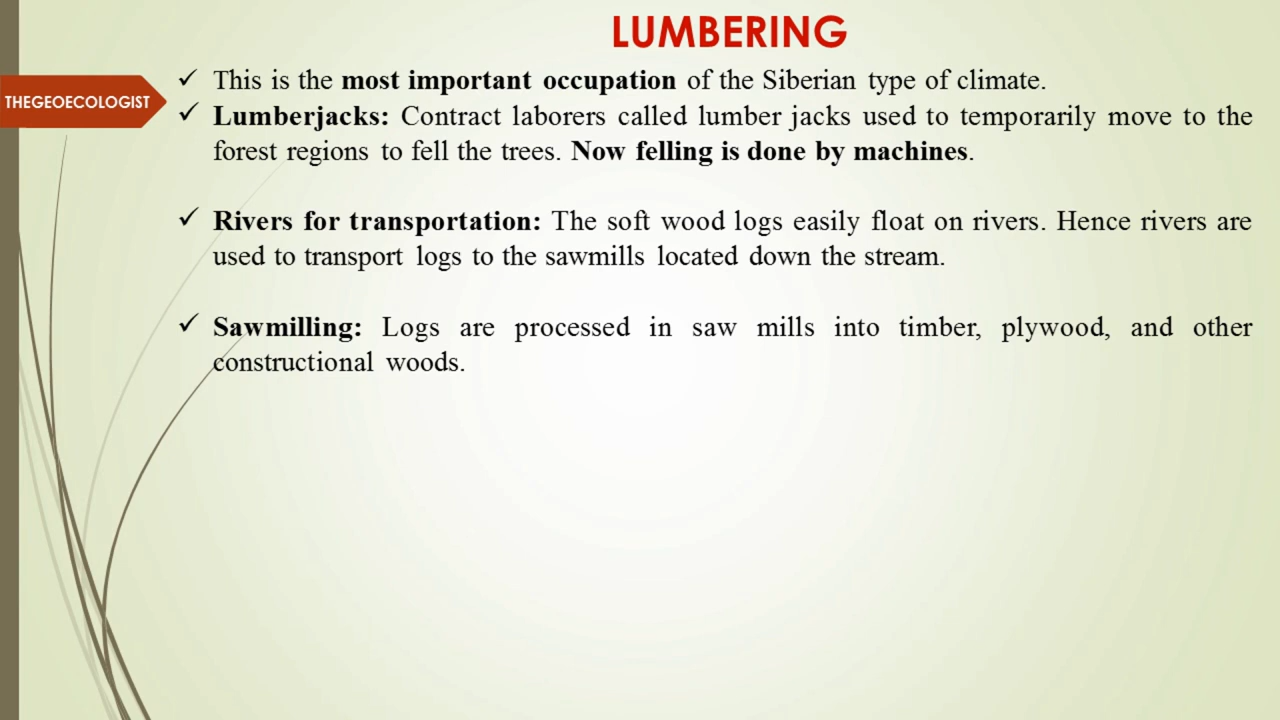 LUMBERING
✓ This is the most important occupation of the Siberian type of climate.
THEGEOECOLOGIST
✓ Lumberjacks: Contract laborers called lumber jacks used to temporarily move to the
forest regions to fell the trees. Now felling is done by machines.
✓ Rivers for transportation: The soft wood logs easily float on rivers. Hence rivers are
used to transport logs to the sawmills located down the stream.
✓ Sawmilling: Logs are processed in saw mills into timber, plywood, and other
constructional woods.